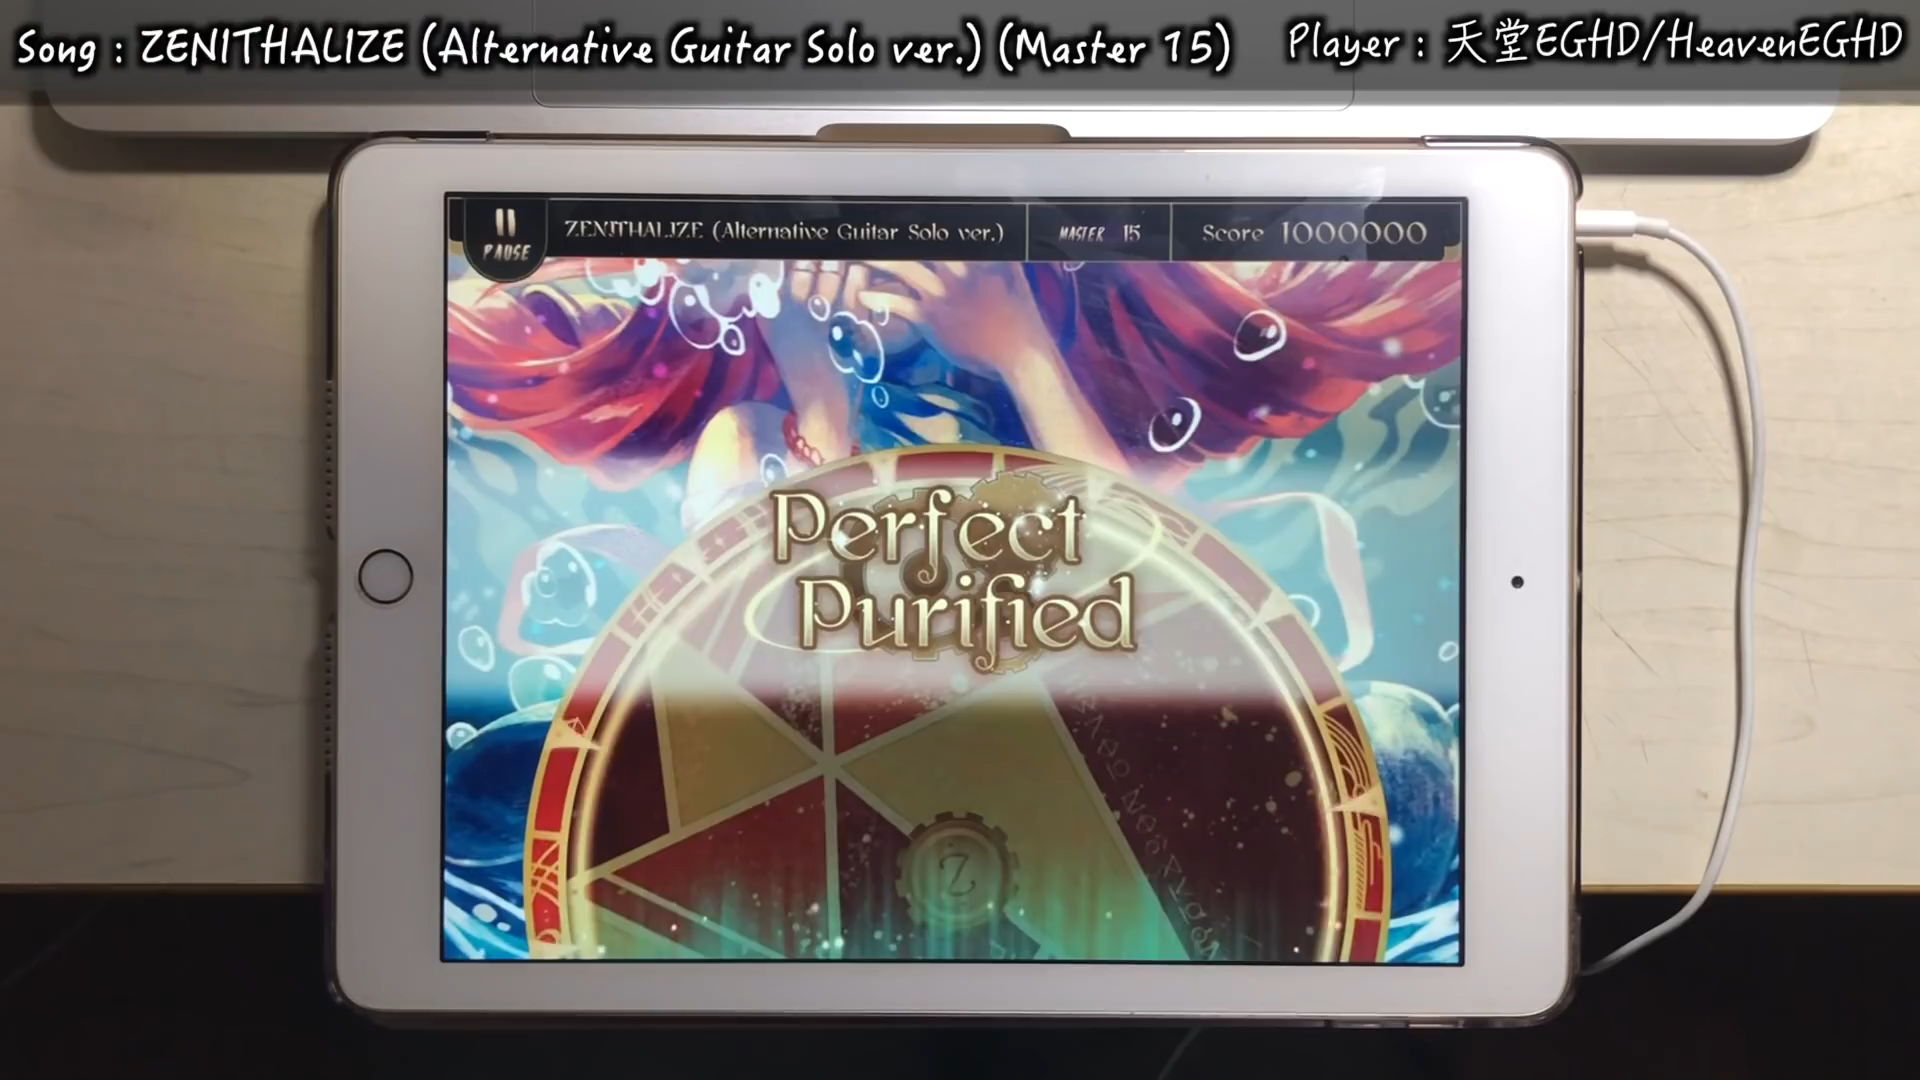 Song : ZENITHALIZE (Alternative Guitar Solo ver.) (Master 15)
Player : 天堂EGHD/HeavenEGHD
PAUSE
ZENITHALIZE (Alternative Guitar Solo ver.)
MASTER 15
Score 1000000
Perfect
Purified
Z